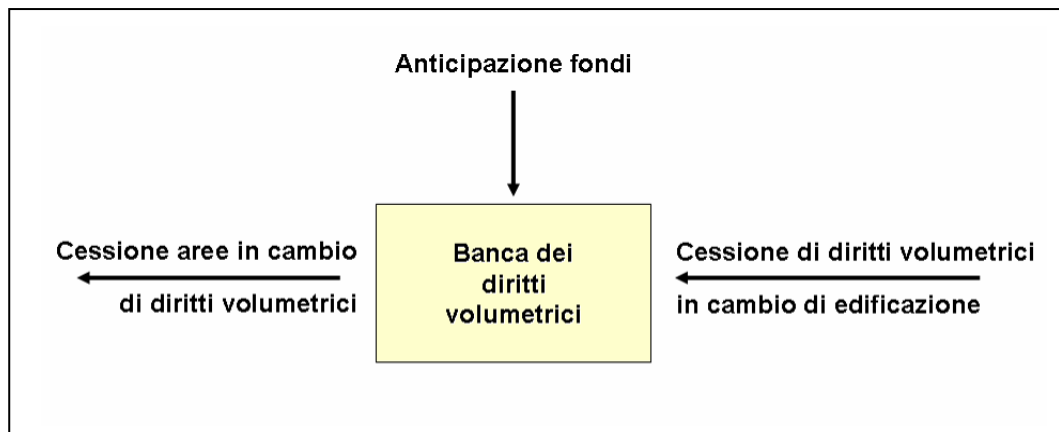 Anticipazione fondi
Cessione aree in cambio
di diritti volumetrici
Banca dei
diritti
volumetrici
Cessione di diritti volumetrici
in cambio di edificazione